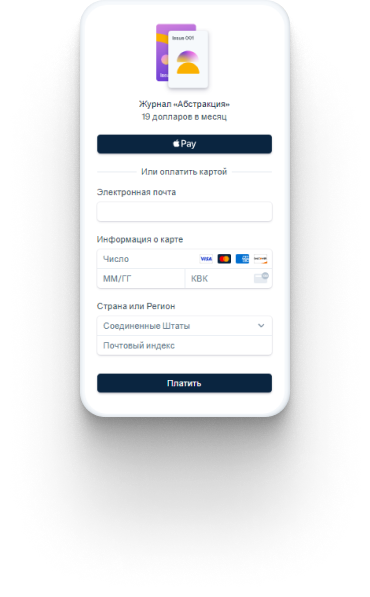 Issue 001
Журнал «Абстракция»
19 долларов в месяц
Pay
Или оплатить картой
Электронная почта
Информация о карте
Число VISA
ММ/ГГ КВК
Страна или Регион
Соединенные Штаты
Почтовый индекс
Платить